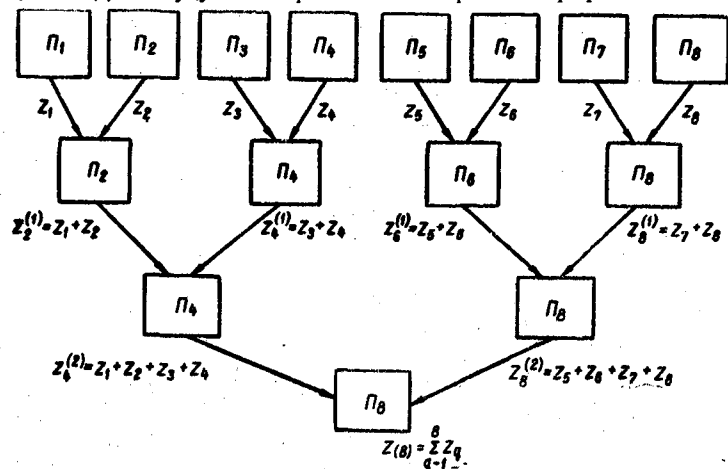 П1 П2 П3 П4 П5 П6 П7 П8
Z1 Z2 Z3 Z4 Z5 Z6 Z7 Z8
П2 П4 П6 П8
Z2^(1)=Z1+Z2 Z4^(1)=Z3+Z4 Z6^(1)=Z5+Z6 Z8^(1)=Z7+Z8
П4 П8
Z4^(2)=Z1+Z2+Z3+Z4 Z8^(2)=Z5+Z6+Z7+Z8
П8
Z(8)=8∑q=1 Zq